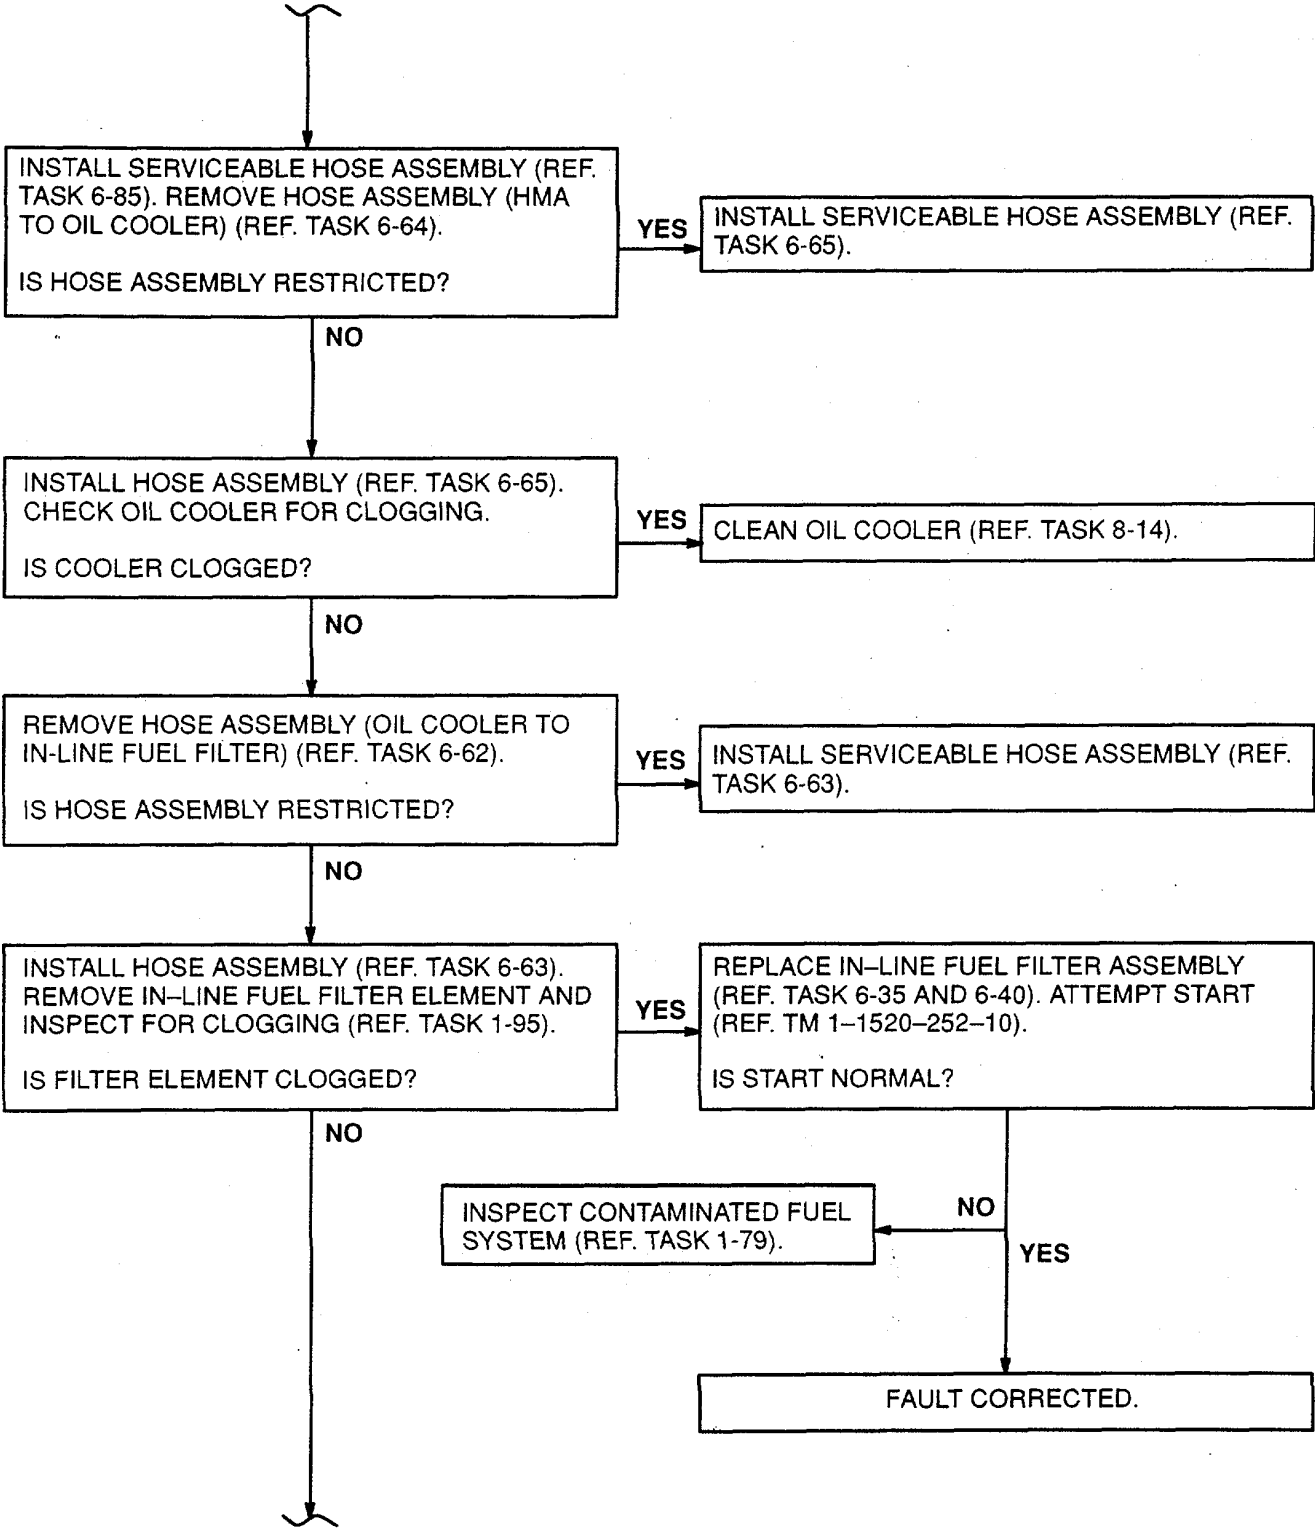 INSTALL SERVICEABLE HOSE ASSEMBLY (REF.
TASK 6-85). REMOVE HOSE ASSEMBLY (HMA
TO OIL COOLER) (REF. TASK 6-64).
IS HOSE ASSEMBLY RESTRICTED?
YES
INSTALL SERVICEABLE HOSE ASSEMBLY (REF.
TASK 6-65).
NO
INSTALL HOSE ASSEMBLY (REF. TASK 6-65).
CHECK OIL COOLER FOR CLOGGING.
IS COOLER CLOGGED?
YES
CLEAN OIL COOLER (REF. TASK 8-14).
NO
REMOVE HOSE ASSEMBLY (OIL COOLER TO
IN-LINE FUEL FILTER) (REF. TASK 6-62).
IS HOSE ASSEMBLY RESTRICTED?
YES
INSTALL SERVICEABLE HOSE ASSEMBLY (REF.
TASK 6-63).
NO
INSTALL HOSE ASSEMBLY (REF. TASK 6-63).
REMOVE IN–LINE FUEL FILTER ELEMENT AND
INSPECT FOR CLOGGING (REF. TASK 1-95).
IS FILTER ELEMENT CLOGGED?
YES
REPLACE IN–LINE FUEL FILTER ASSEMBLY
(REF. TASK 6-35 AND 6-40). ATTEMPT START
(REF. TM 1–1520–252–10).
IS START NORMAL?
NO
INSPECT CONTAMINATED FUEL
SYSTEM (REF. TASK 1-79).
NO
YES
FAULT CORRECTED.